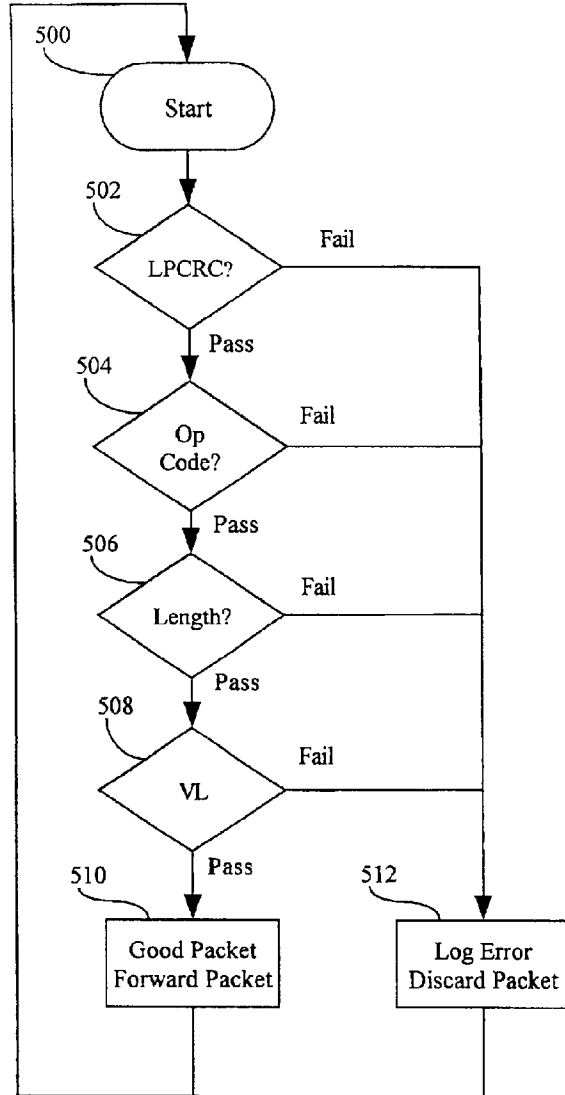 500
Start
502
LPCRC?
Fail
Pass
504
Op
Code?
Fail
Pass
506
Length?
Fail
Pass
508
VL
Fail
Pass
510
Good Packet
Forward Packet
512
Log Error
Discard Packet